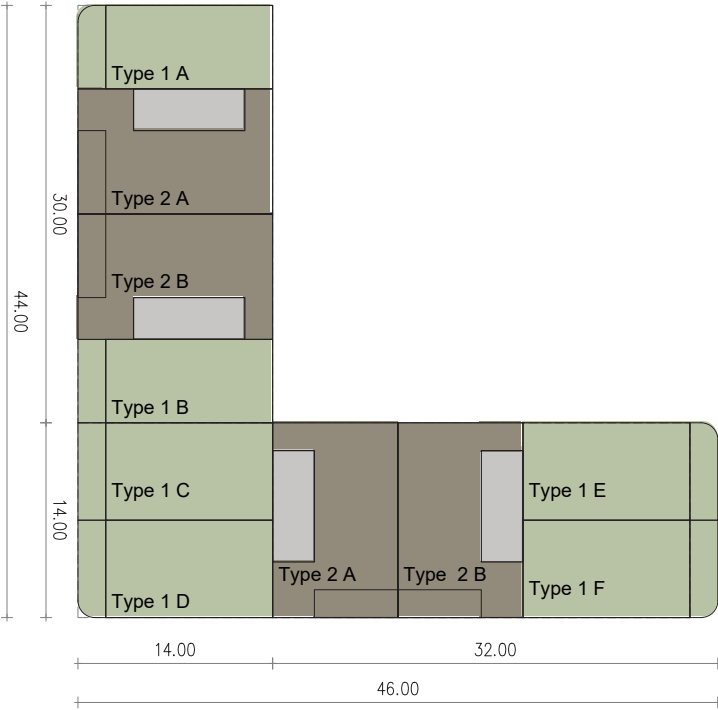 Type 1 A
Type 2 A
30.00
Type 2 B
44.00
Type 1 B
Type 1 C
Type 1 E
14.00
Type 2 A
Type  2 B
Type 1 F
Type 1 D
14.00
32.00
46.00